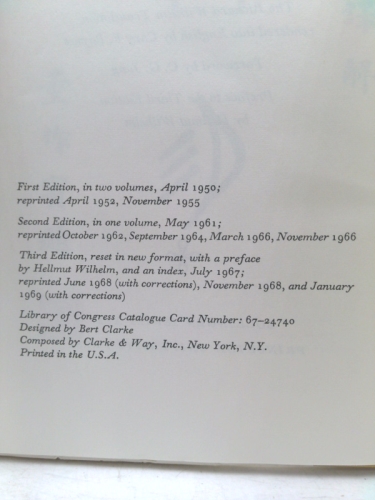 First Edition, in two volumes, April 1950;
reprinted April 1952, November 1955
Second Edition, in one volume, May 1961;
reprinted October 1962, September 1964, March 1966, November 1966
Third Edition, reset in new format, with a preface
by Hellmut Wilhelm, and an index, July 1967;
reprinted June 1968 (with corrections), November 1968, and January
1969 (with corrections)
Library of Congress Catalogue Card Number: 67-24740
Designed by Bert Clarke
Composed by Clarke & Way, Inc., New York, N.Y.
Printed in the U.S.A.